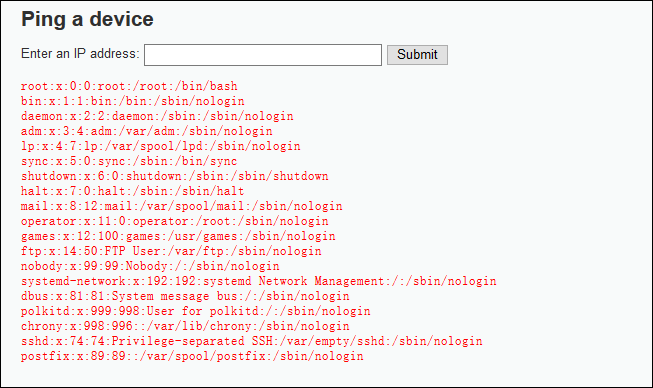 Ping a device
Enter an IP address: Submit
root:x:0:0:root:/root:/bin/bash
bin:x:1:1:bin:/bin:/sbin/nologin
daemon:x:2:2:daemon:/sbin:/sbin/nologin
adm:x:3:4:adm:/var/adm:/sbin/nologin
lp:x:4:7:lp:/var/spool/lpd:/sbin/nologin
sync:x:5:0:sync:/sbin:/bin/sync
shutdown:x:6:0:shutdown:/sbin:/sbin/shutdown
halt:x:7:0:halt:/sbin:/sbin/halt
mail:x:8:12:mail:/var/spool/mail:/sbin/nologin
operator:x:11:0:operator:/root:/sbin/nologin
games:x:12:100:games:/usr/games:/sbin/nologin
ftp:x:14:50:FTP User:/var/ftp:/sbin/nologin
nobody:x:99:99:Nobody:/:/sbin/nologin
systemd-network:x:192:192:systemd Network Management:/:/sbin/nologin
dbus:x:81:81:System message bus:/:/sbin/nologin
polkitd:x:999:998:User for polkitd:/:/sbin/nologin
chrony:x:998:996::/var/lib/chrony:/sbin/nologin
sshd:x:74:74:Privilege-separated SSH:/var/empty/sshd:/sbin/nologin
postfix:x:89:89::/var/spool/postfix:/sbin/nologin